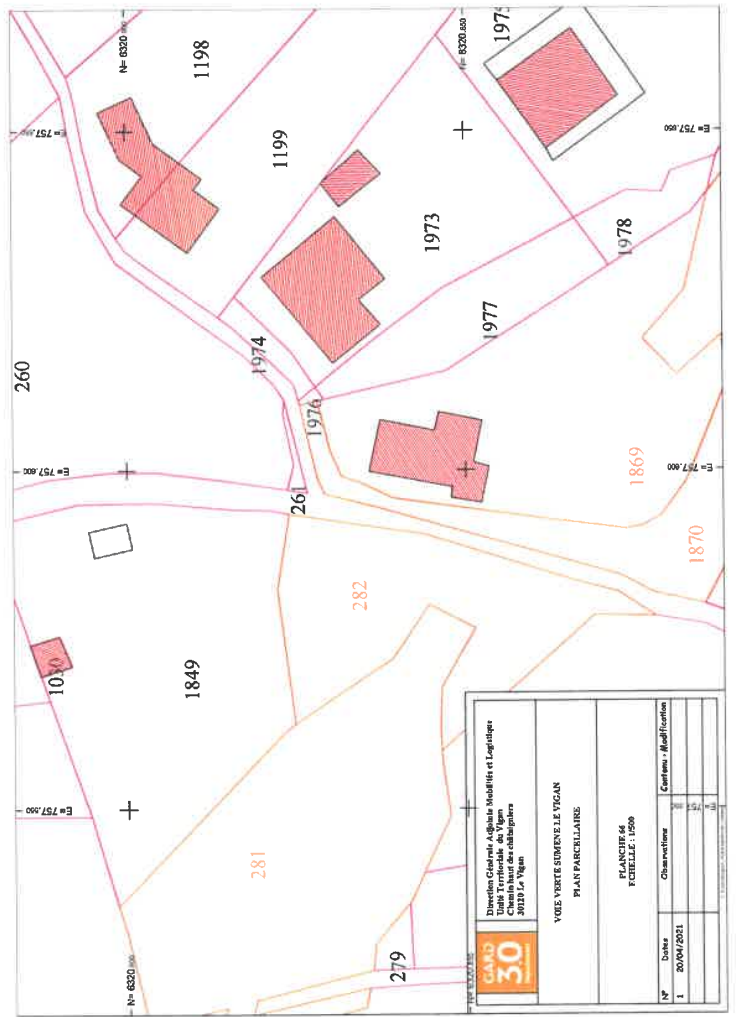 260
1198
1199
1975
1973
1974
1976
1977
1978
261
282
1869
1870
1030
1849
281
279
N= 6320.800
N= 6320.850
N= 6320.800
E= 757.650
E= 757.600
E= 757.550
E= 757.650
E= 757.600
GARD
30
Direction Générale Adjointe Mobilités et Logistique
Unité Territoriale du Vigan
Chemin haut des châtaigniers
30120 Le Vigan
VOIE VERTE SUMENE LE VIGAN
PLAN PARCELLAIRE
PLANCHE 64
ECHELLE : 1/500
N° Dates Observations Contenu - Modification
1 20/04/2021